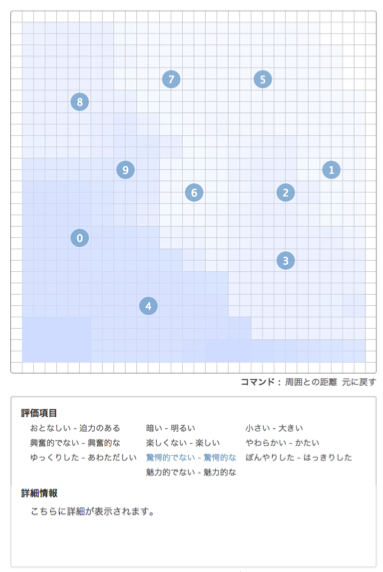 7
5
8
9
1
6
2
0
3
4
コマンド： 周囲との距離 元に戻す
評価項目
おとなしい - 迫力のある 暗い - 明るい 小さい - 大きい
興奮的でない - 興奮的な 楽しくない - 楽しい やわらかい - かたい
ゆっくりした - あわただしい 驚愕的でない - 驚愕的な ぼんやりした - はっきりした
魅力的でない - 魅力的な
詳細情報
こちらに詳細が表示されます。